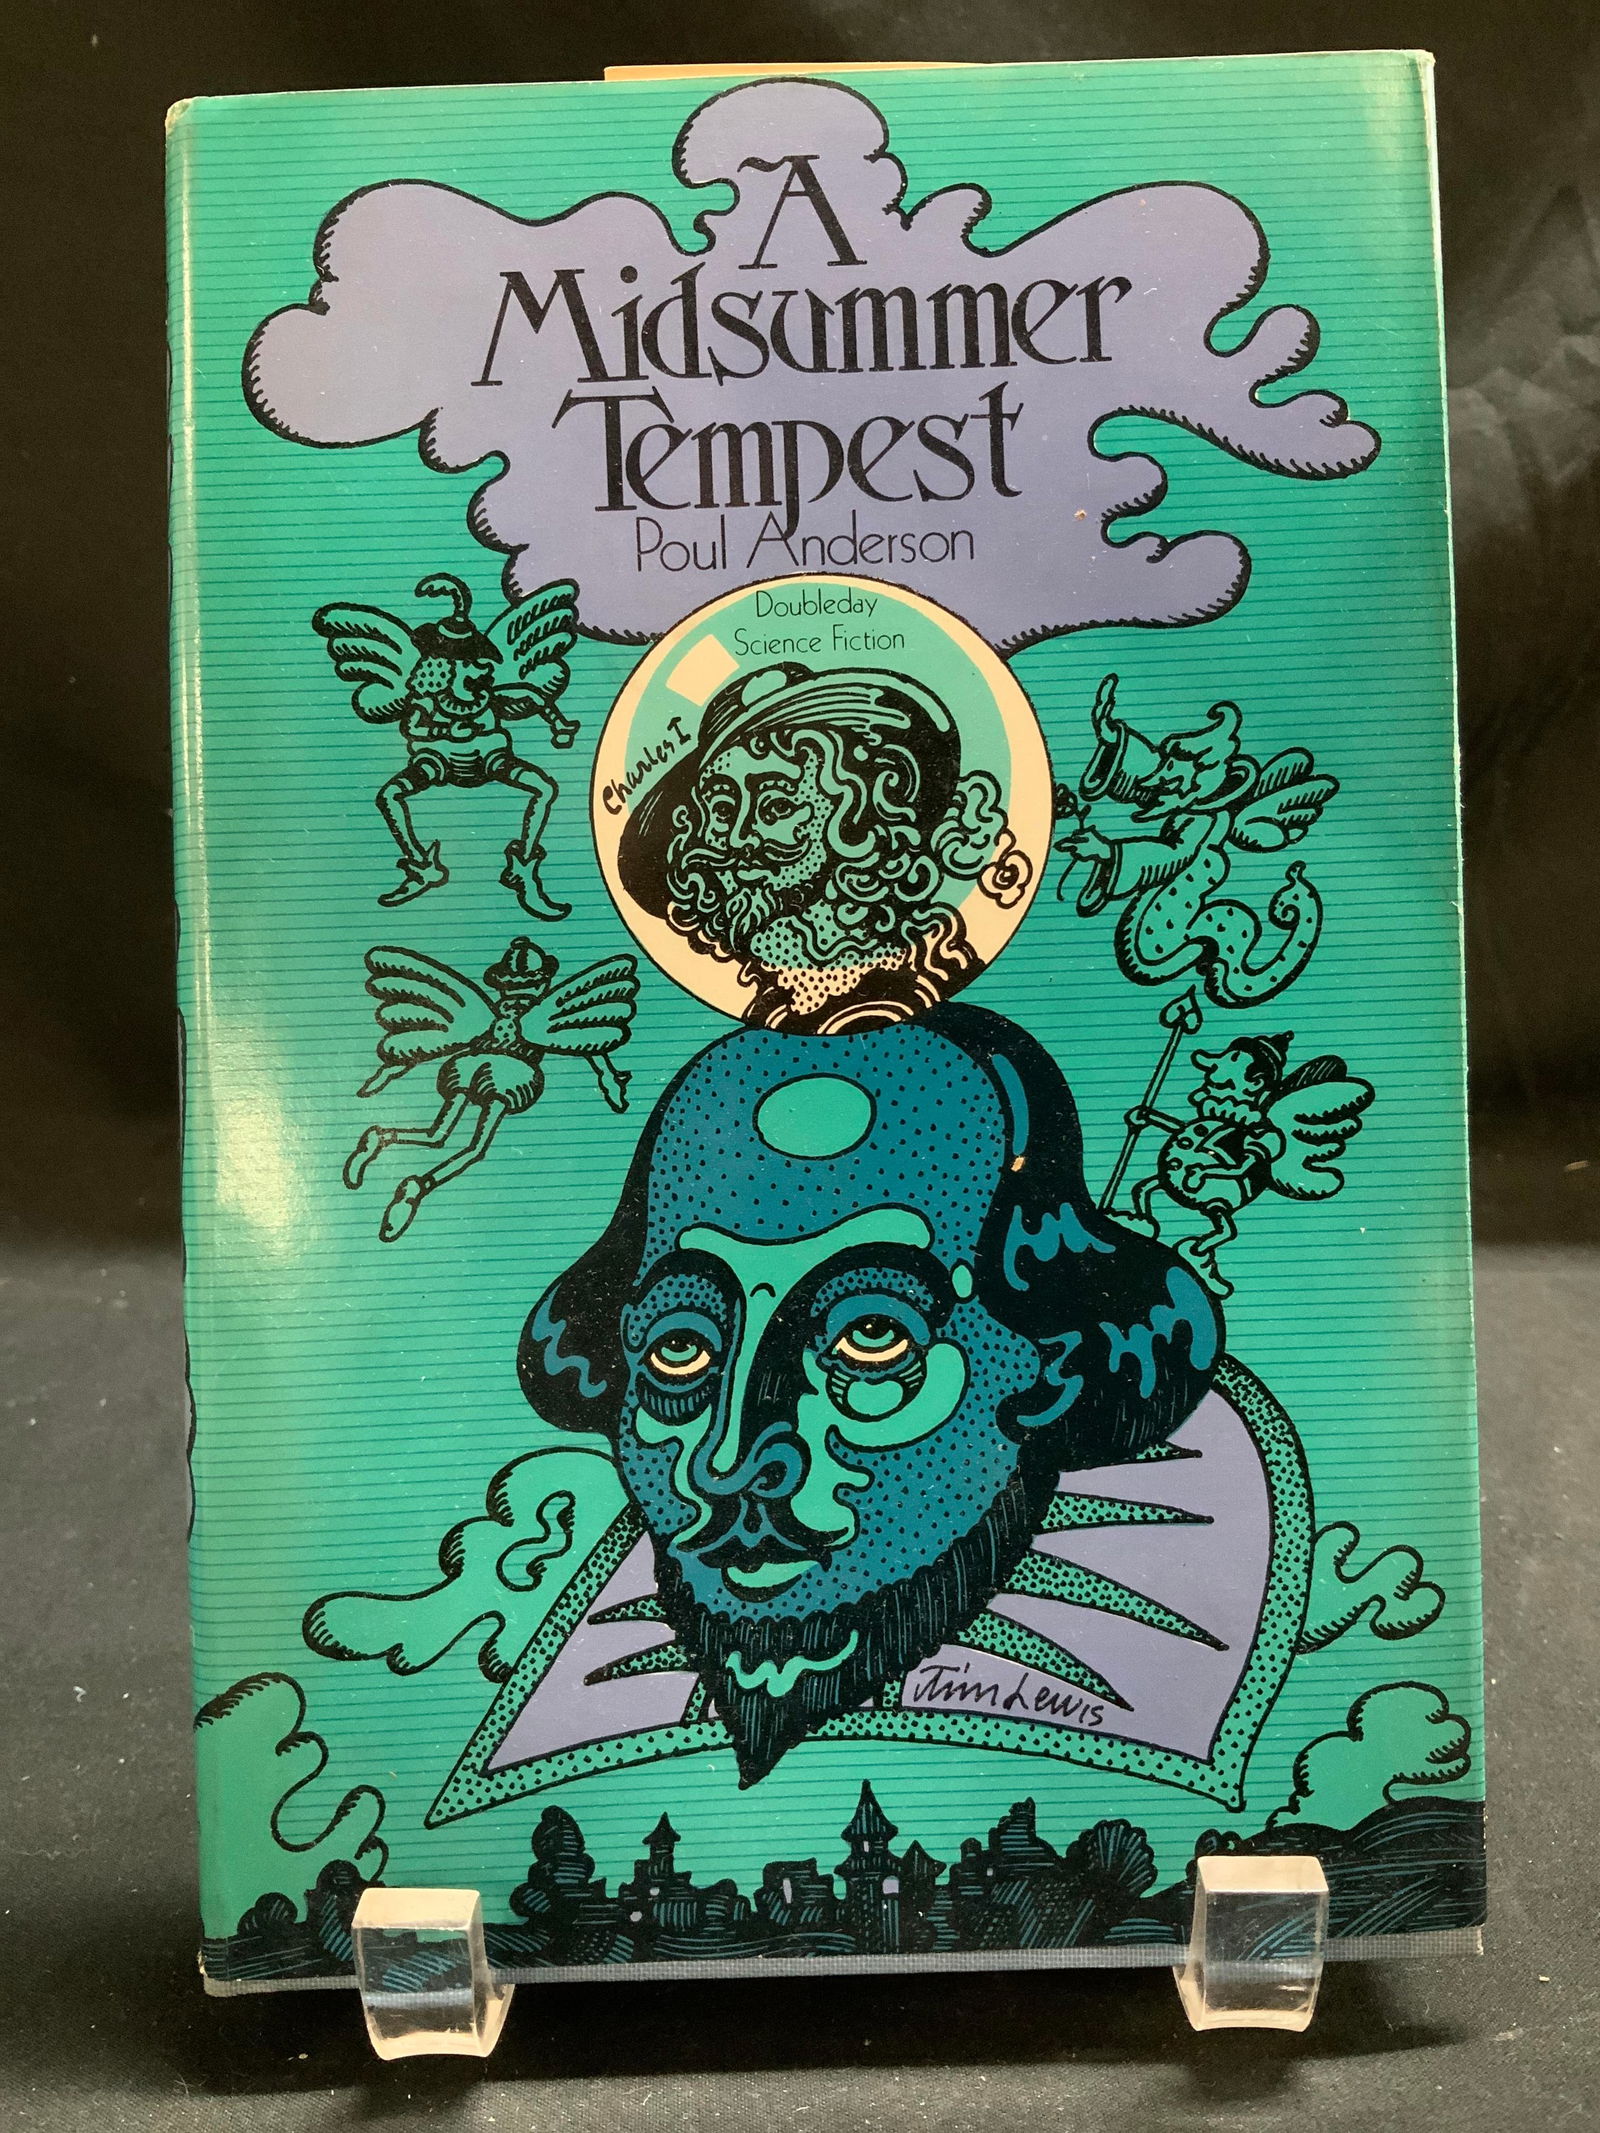 A
Midsummer
Tempest
Poul Anderson
Doubleday
Science Fiction
Charles I
Tim Lewis